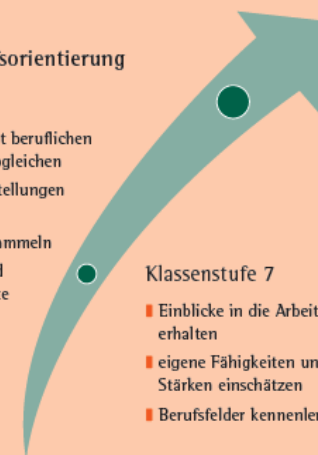 sorientierung
t beruflichen
gleichen
tellungen
ammeln
Klassenstufe 7
Einblicke in die Arbeit
erhalten
eigene Fähigkeiten un
Stärken einschätzen
Berufsfelder kennenler